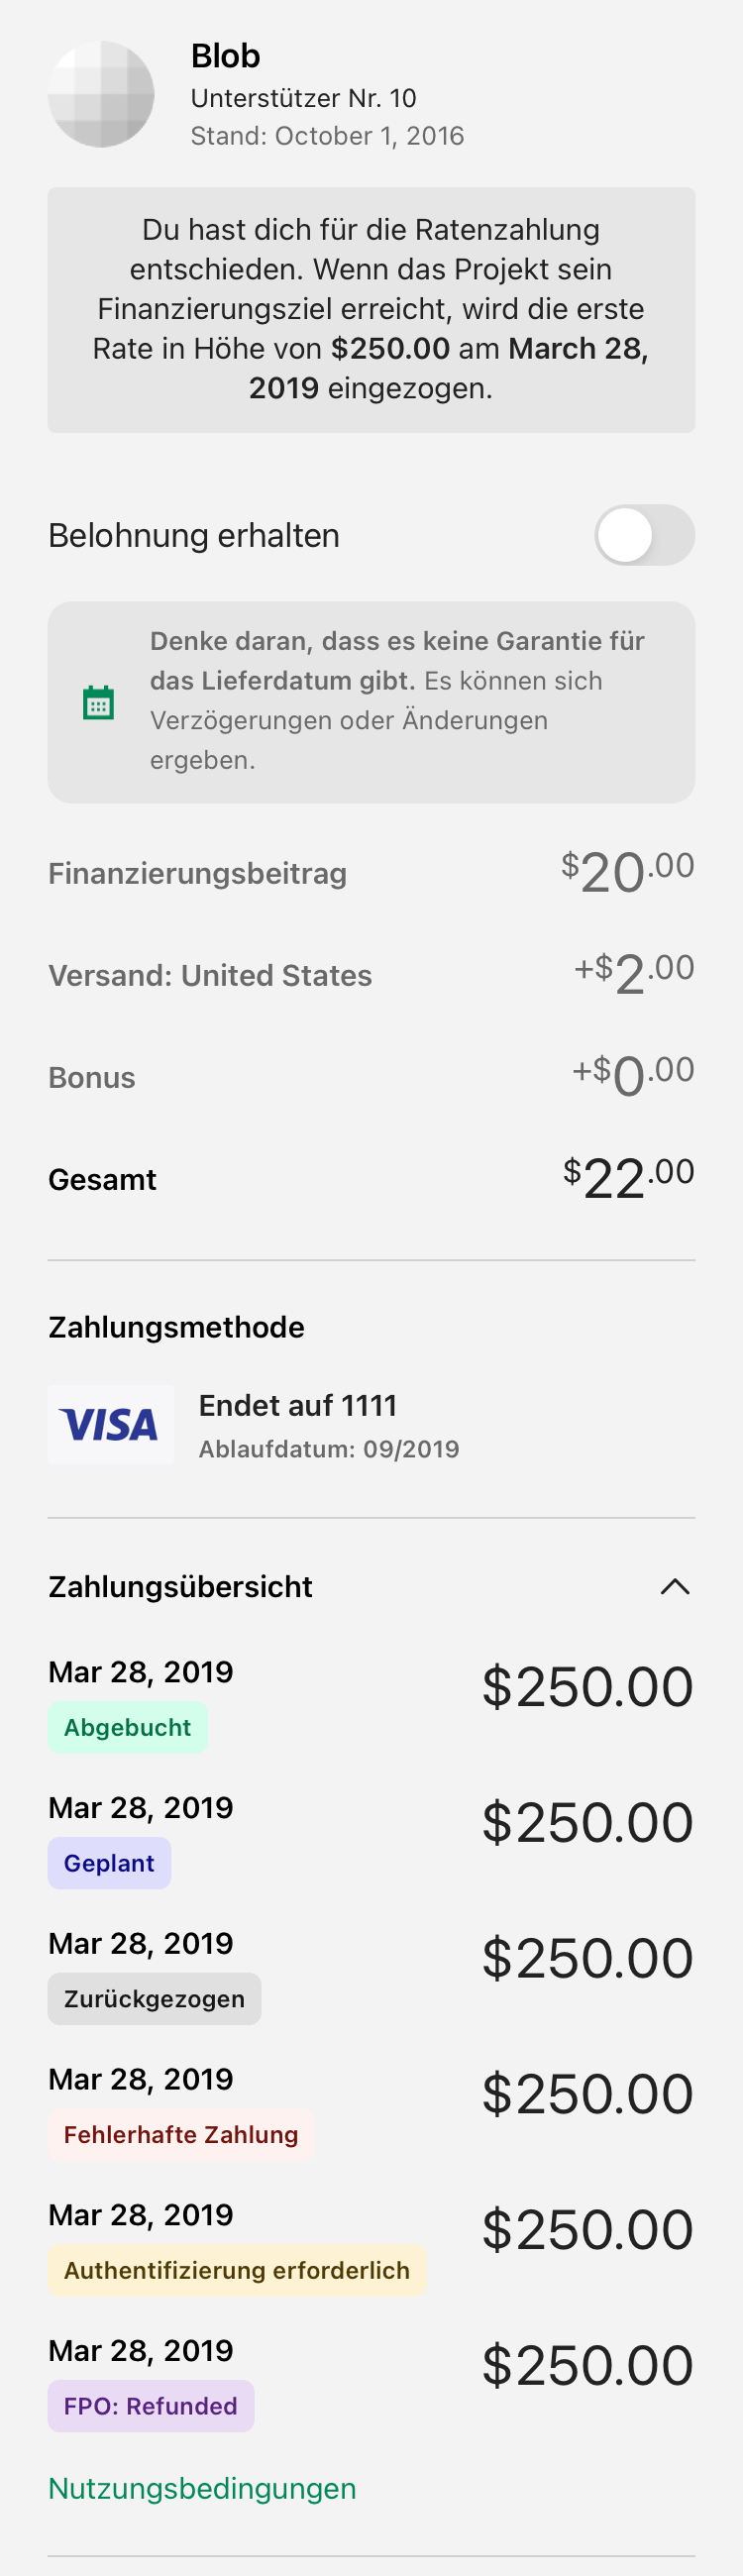 Blob
Unterstützer Nr. 10
Stand: October 1, 2016
Du hast dich für die Ratenzahlung
entschieden. Wenn das Projekt sein
Finanzierungsziel erreicht, wird die erste
Rate in Höhe von $250.00 am March 28,
2019 eingezogen.
Belohnung erhalten
Denke daran, dass es keine Garantie für
das Lieferdatum gibt. Es können sich
Verzögerungen oder Änderungen
ergeben.
Finanzierungsbeitrag $20.00
Versand: United States +$2.00
Bonus +$0.00
Gesamt $22.00
Zahlungsmethode
VISA
Endet auf 1111
Ablaufdatum: 09/2019
Zahlungsübersicht
Mar 28, 2019 $250.00
Abgebucht
Mar 28, 2019 $250.00
Geplant
Mar 28, 2019 $250.00
Zurückgezogen
Mar 28, 2019 $250.00
Fehlerhafte Zahlung
Mar 28, 2019 $250.00
Authentifizierung erforderlich
Mar 28, 2019 $250.00
FPO: Refunded
Nutzungsbedingungen